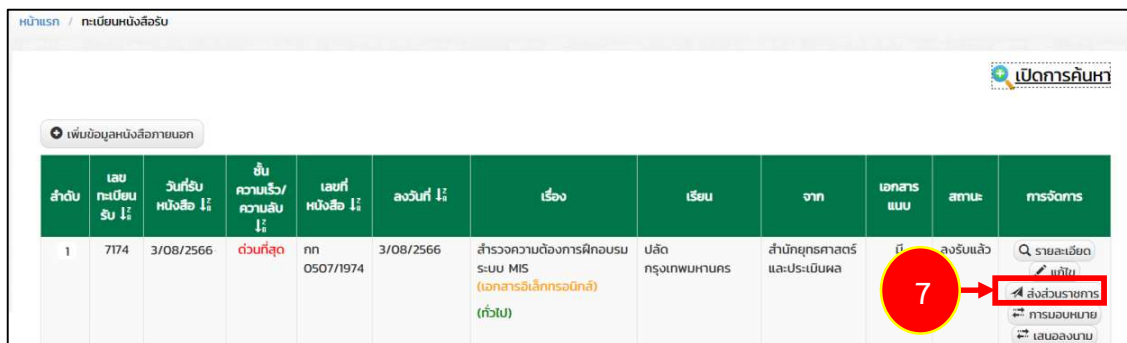 หน้าแรก / ทะเบียนหนังสือรับ
เปิดการค้นหา
เพิ่มข้อมูลหนังสือภายนอก
ลำดับ
เลข
ทะเบียน
รับ
วันที่รับ
หนังสือ
ชั้น
ความเร็ว/
ความลับ
เลขที่
หนังสือ
ลงวันที่
เรื่อง
เรียน
จาก
เอกสาร
แนบ
สถานะ
การจัดการ
1
7174
3/08/2566
ด่วนที่สุด
กท
0507/1974
3/08/2566
สำรวจความต้องการฝึกอบรม
ระบบ MIS
(เอกสารอิเล็กทรอนิกส์)
(ทั่วไป)
ปลัด
กรุงเทพมหานคร
สำนักยุทธศาสตร์
และประเมินผล
มี
ลงรับแล้ว
รายละเอียด
แก้ไข
7
ส่งส่วนราชการ
การมอบหมาย
เสนอลงนาม